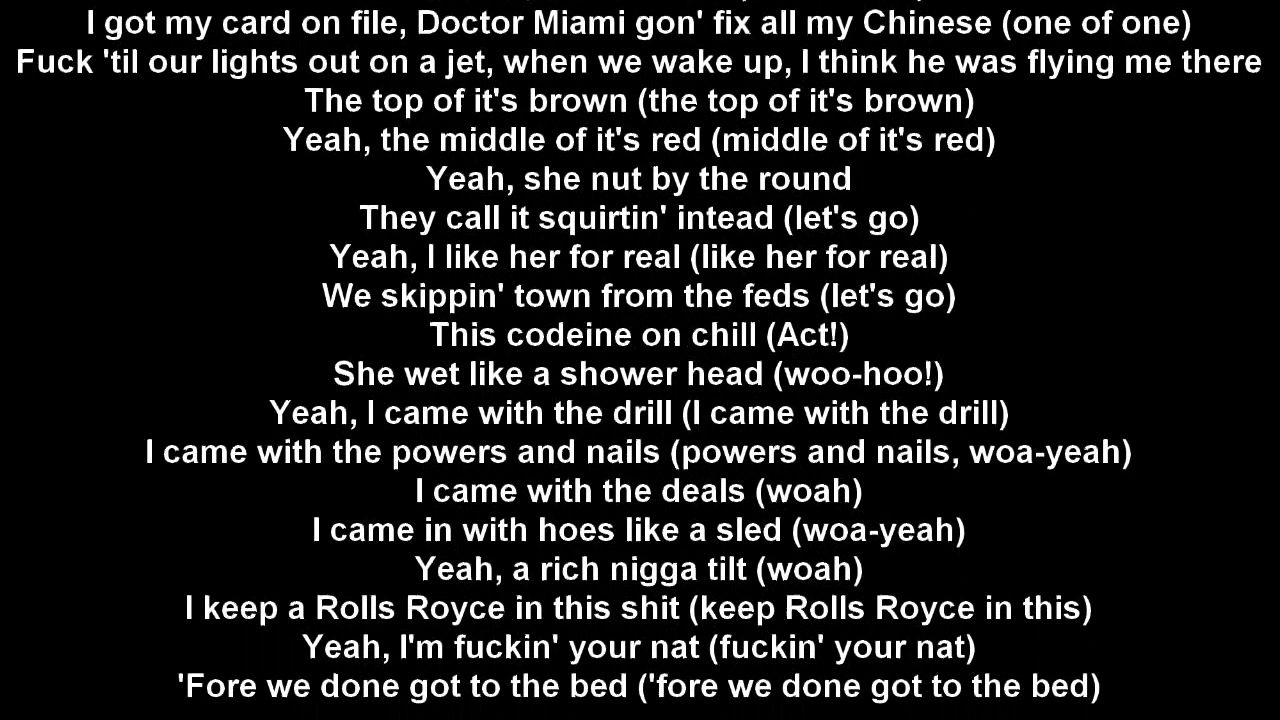 I got my card on file, Doctor Miami gon' fix all my Chinese (one of one)
Fuck 'til our lights out on a jet, when we wake up, I think he was flying me there
The top of it's brown (the top of it's brown)
Yeah, the middle of it's red (middle of it's red)
Yeah, she nut by the round
They call it squirtin' intead (let's go)
Yeah, I like her for real (like her for real)
We skippin' town from the feds (let's go)
This codeine on chill (Act!)
She wet like a shower head (woo-hoo!)
Yeah, I came with the drill (I came with the drill)
I came with the powers and nails (powers and nails, woa-yeah)
I came with the deals (woah)
I came in with hoes like a sled (woa-yeah)
Yeah, a rich nigga tilt (woah)
I keep a Rolls Royce in this shit (keep Rolls Royce in this)
Yeah, I'm fuckin' your nat (fuckin' your nat)
'Fore we done got to the bed ('fore we done got to the bed)